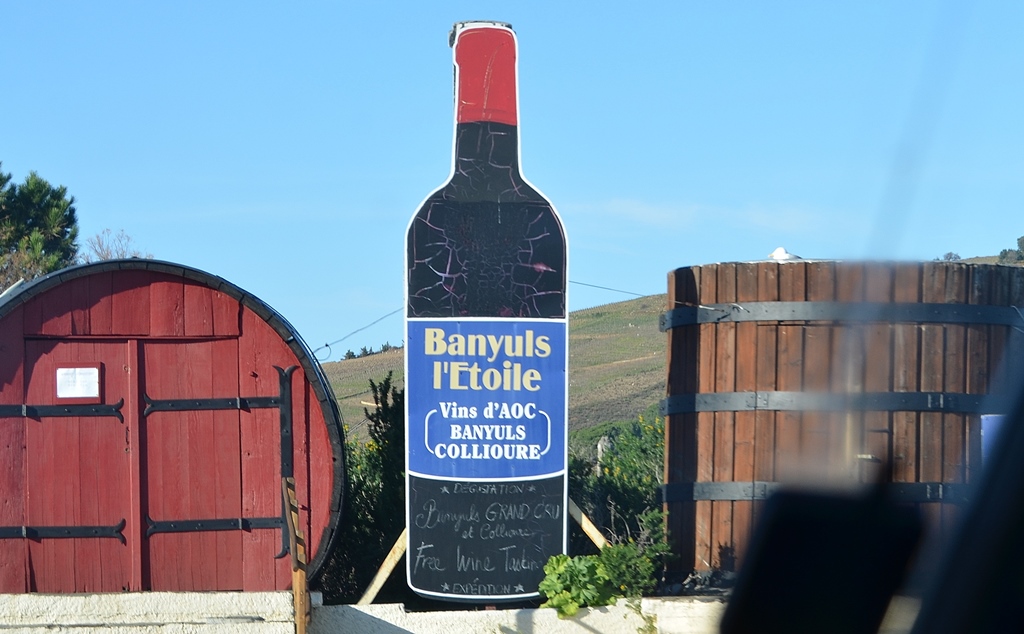 Banyuls
l'Etoile
Vins d'AOC
BANYULS
COLLIOURE
★ DÉGUSTATION ★
Banyuls GRAND CRU
et Collioure
Free Wine Tasting
★ EXPÉDITION ★